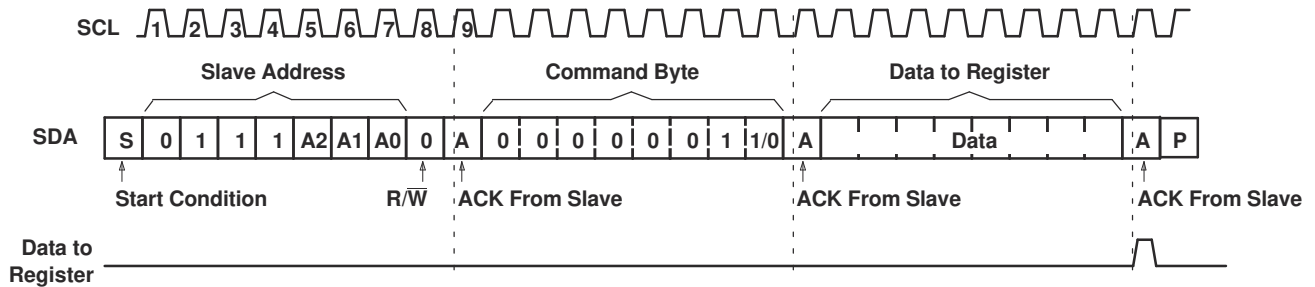 SCL 1 2 3 4 5 6 7 8 9
Slave Address Command Byte Data to Register
SDA S 0 1 1 1 A2 A1 A0 0 A 0 0 0 0 0 0 1 1/0 A Data A P
Start Condition R/W̅ ACK From Slave ACK From Slave ACK From Slave
Data to
Register